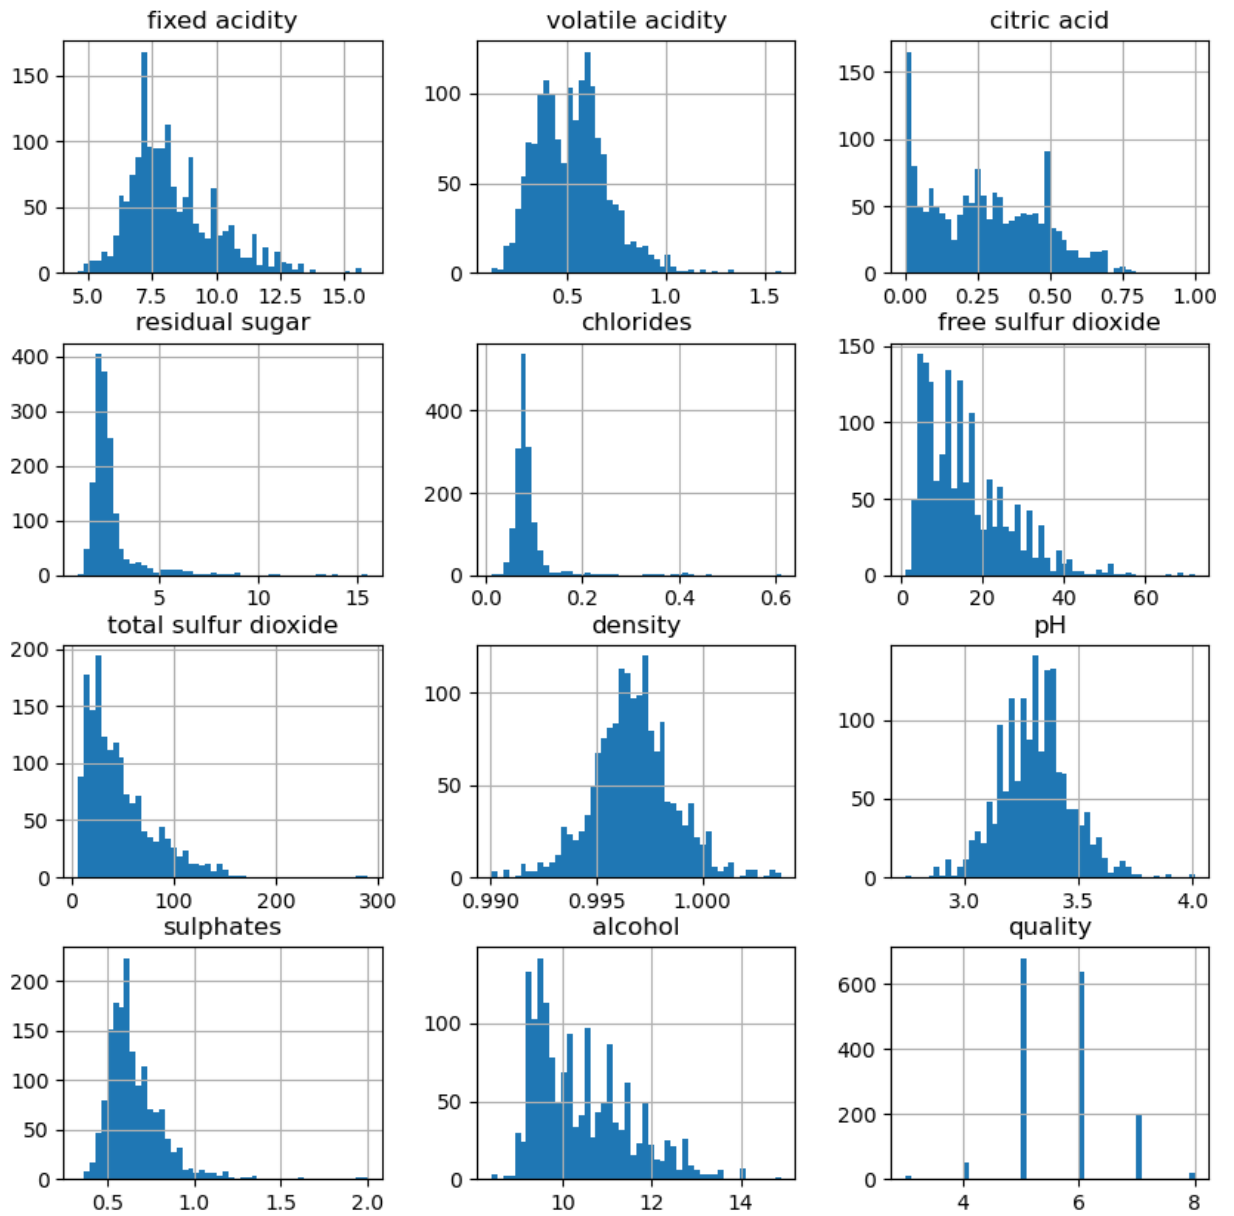 fixed acidity
150
100
50
0
5.0 7.5 10.0 12.5 15.0
volatile acidity
100
50
0
0.5 1.0 1.5
citric acid
150
100
50
0
0.00 0.25 0.50 0.75 1.00
residual sugar
400
300
200
100
0
5 10 15
chlorides
400
200
0
0.0 0.2 0.4 0.6
free sulfur dioxide
150
100
50
0
0 20 40 60
total sulfur dioxide
200
150
100
50
0
0 100 200 300
density
100
50
0
0.990 0.995 1.000
pH
100
50
0
3.0 3.5 4.0
sulphates
200
150
100
50
0
0.5 1.0 1.5 2.0
alcohol
100
50
0
10 12 14
quality
600
400
200
0
4 6 8